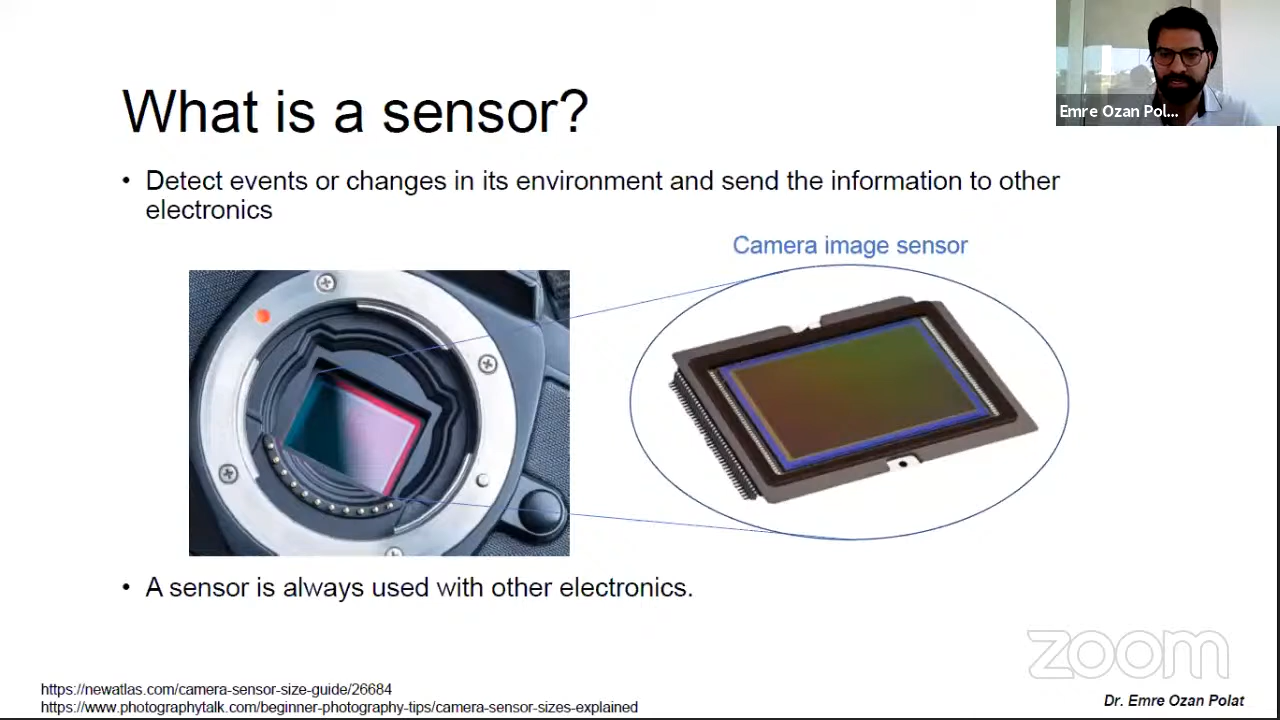 Emre Ozan Pol...
What is a sensor?
• Detect events or changes in its environment and send the information to other
electronics
Camera image sensor
• A sensor is always used with other electronics.
zoom
https://newatlas.com/camera-sensor-size-guide/26684
https://www.photographytalk.com/beginner-photography-tips/camera-sensor-sizes-explained
Dr. Emre Ozan Polat